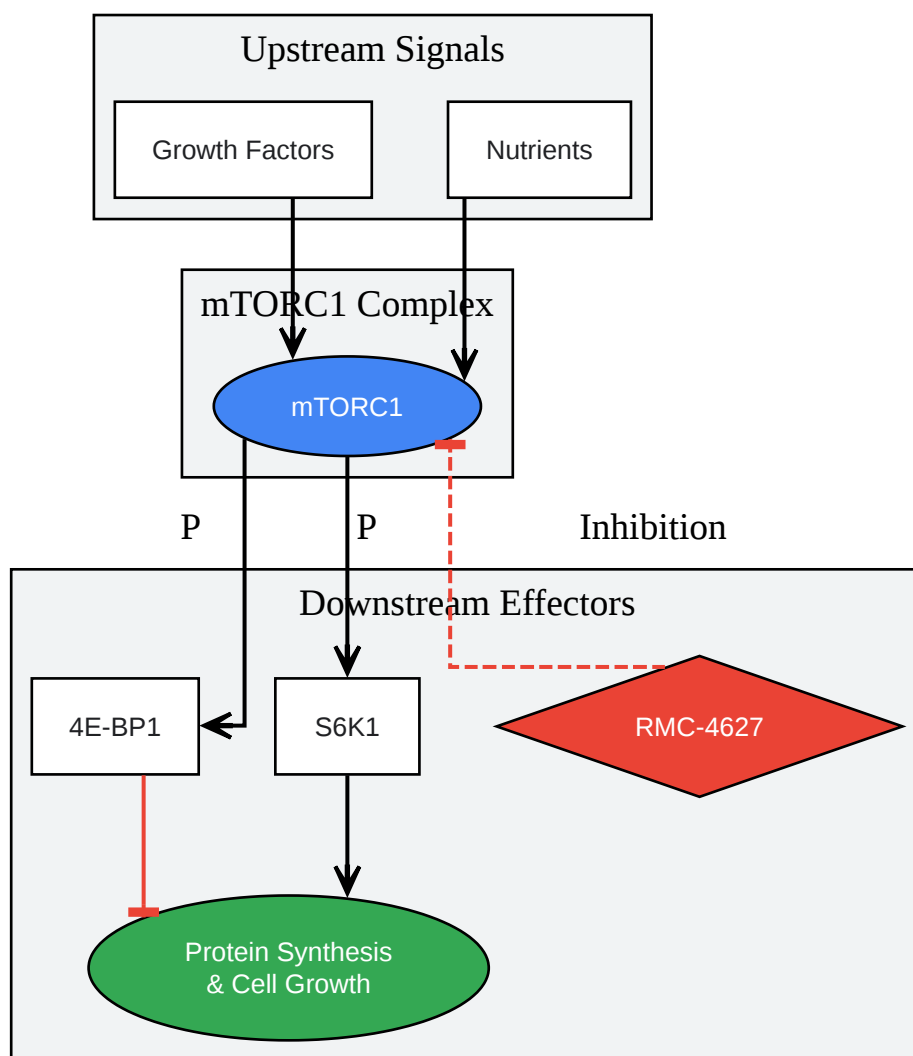 Upstream Signals
Growth Factors
Nutrients
mTORC1 Complex
mTORC1
P
P
Inhibition
Downstream Effectors
4E-BP1
S6K1
RMC-4627
Protein Synthesis
& Cell Growth